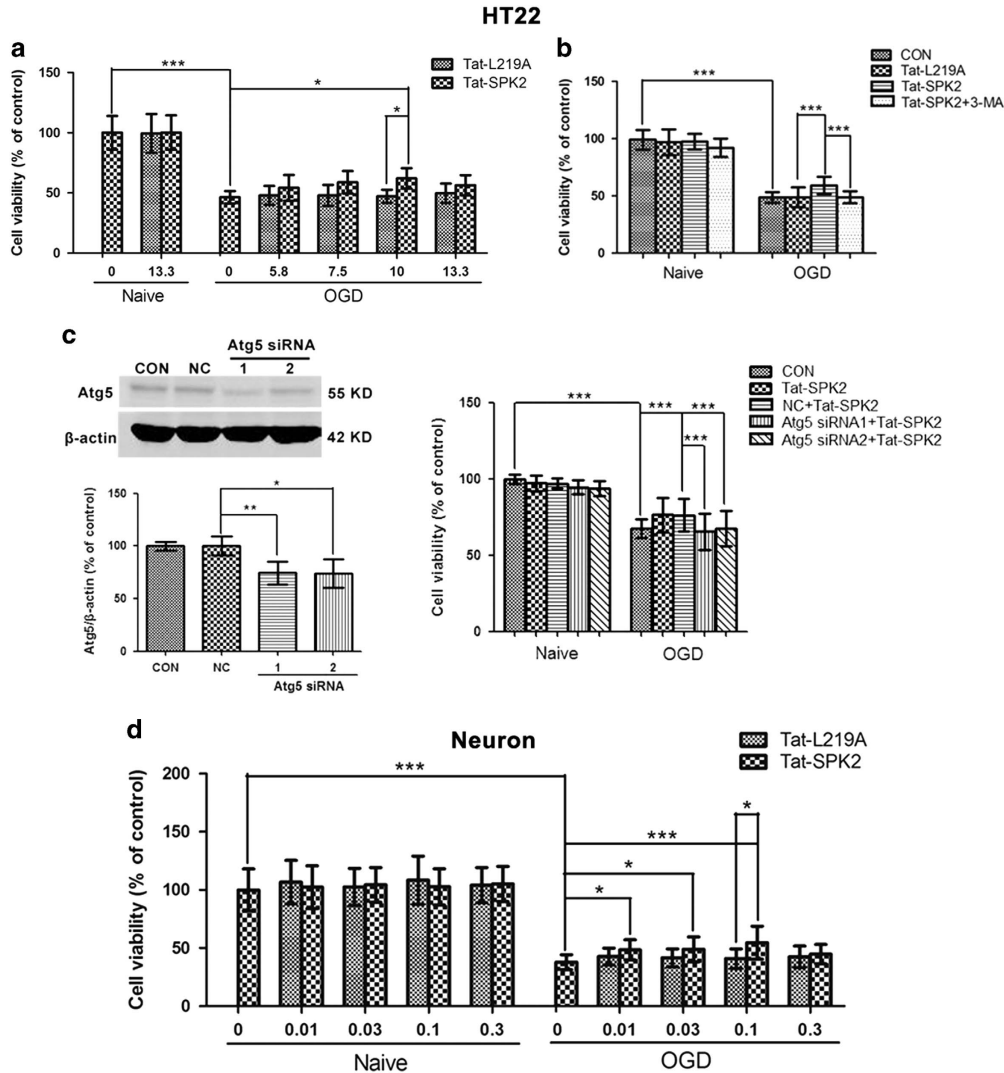 HT22
a
Tat-L219A
Tat-SPK2
Cell viability (% of control)
150
100
50
0
***
*
*
0 13.3 0 5.8 7.5 10 13.3
Naive OGD
b
CON
Tat-L219A
Tat-SPK2
Tat-SPK2+3-MA
Cell viability (% of control)
150
100
50
0
***
***
***
Naive OGD
c
Atg5 siRNA
CON NC 1 2
Atg5 55 KD
β-actin 42 KD
Atg5/β-actin (% of control)
150
100
50
0
*
**
CON NC 1 2
Atg5 siRNA
CON
Tat-SPK2
NC+Tat-SPK2
Atg5 siRNA1+Tat-SPK2
Atg5 siRNA2+Tat-SPK2
Cell viability (% of control)
150
100
50
0
*** *** ***
***
Naive OGD
d
Neuron
Tat-L219A
Tat-SPK2
Cell viability (% of control)
200
150
100
50
0
***
*
***
*
*
0 0.01 0.03 0.1 0.3 0 0.01 0.03 0.1 0.3
Naive OGD